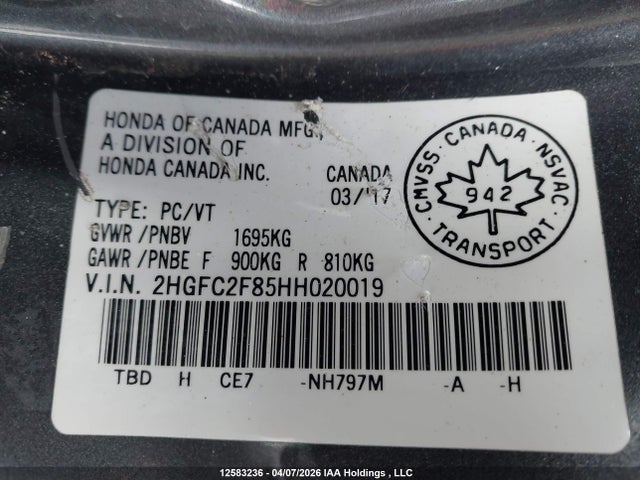 HONDA OF CANADA MFG.,
A DIVISION OF
HONDA CANADA INC. CANADA
03/'17
TYPE: PC/VT
GVWR /PNBV 1695KG
GAWR /PNBE F 900KG R 810KG
V.I.N. 2HGFC2F85HH020019
TBD H CE7 -NH797M -A -H
CMVSS · CANADA · NSVAC
942
TRANSPORT
12583236 - 04/07/2026 IAA Holdings , LLC